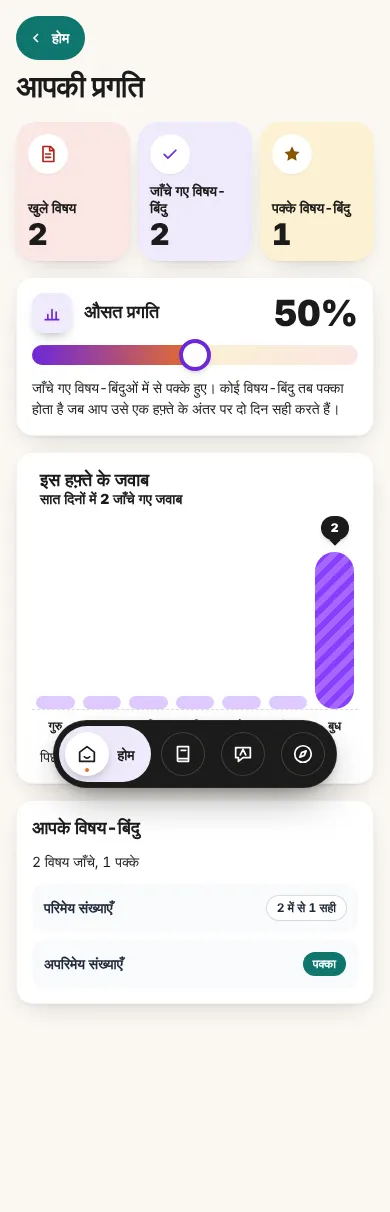 होम
आपकी प्रगति
खुले विषय
2
जाँचे गए विषय-
बिंदु
2
पक्के विषय-बिंदु
1
औसत प्रगति
50%
जाँचे गए विषय-बिंदुओं में से पक्के हुए। कोई विषय-बिंदु तब पक्का
होता है जब आप उसे एक हफ़्ते के अंतर पर दो दिन सही करते हैं।
इस हफ़्ते के जवाब
सात दिनों में 2 जाँचे गए जवाब
2
गुरु
बुध
होम
आपके विषय-बिंदु
2 विषय जाँचे, 1 पक्के
परिमेय संख्याएँ
2 में से 1 सही
अपरिमेय संख्याएँ
पक्का